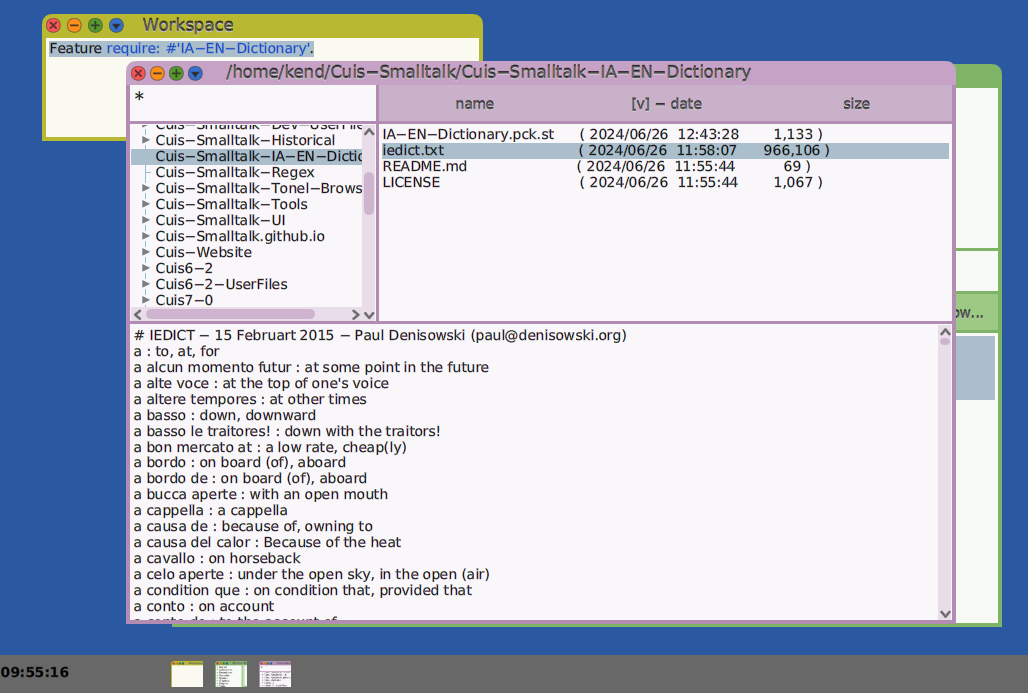 Workspace
Feature require: #'IA−EN−Dictionary'.
/home/kend/Cuis−Smalltalk/Cuis−Smalltalk−IA−EN−Dictionary
*
name [v] − date size
Cuis−Smalltalk−Historical
Cuis−Smalltalk−IA−EN−Dictic
Cuis−Smalltalk−Regex
Cuis−Smalltalk−Tonel−Brows
Cuis−Smalltalk−Tools
Cuis−Smalltalk−UI
Cuis−Smalltalk.github.io
Cuis−Website
Cuis6−2
Cuis6−2−UserFiles
Cuis7−0
IA−EN−Dictionary.pck.st ( 2024/06/26 12:43:28 1,133 )
iedict.txt ( 2024/06/26 11:58:07 966,106 )
README.md ( 2024/06/26 11:55:44 69 )
LICENSE ( 2024/06/26 11:55:44 1,067 )
ow...
# IEDICT − 15 Februart 2015 − Paul Denisowski (paul@denisowski.org)
a : to, at, for
a alcun momento futur : at some point in the future
a alte voce : at the top of one's voice
a altere tempores : at other times
a basso : down, downward
a basso le traitores! : down with the traitors!
a bon mercato at : a low rate, cheap(ly)
a bordo : on board (of), aboard
a bordo de : on board (of), aboard
a bucca aperte : with an open mouth
a cappella : a cappella
a causa de : because of, owning to
a causa del calor : Because of the heat
a cavallo : on horseback
a celo aperte : under the open sky, in the open (air)
a condition que : on condition that, provided that
a conto : on account
09:55:16